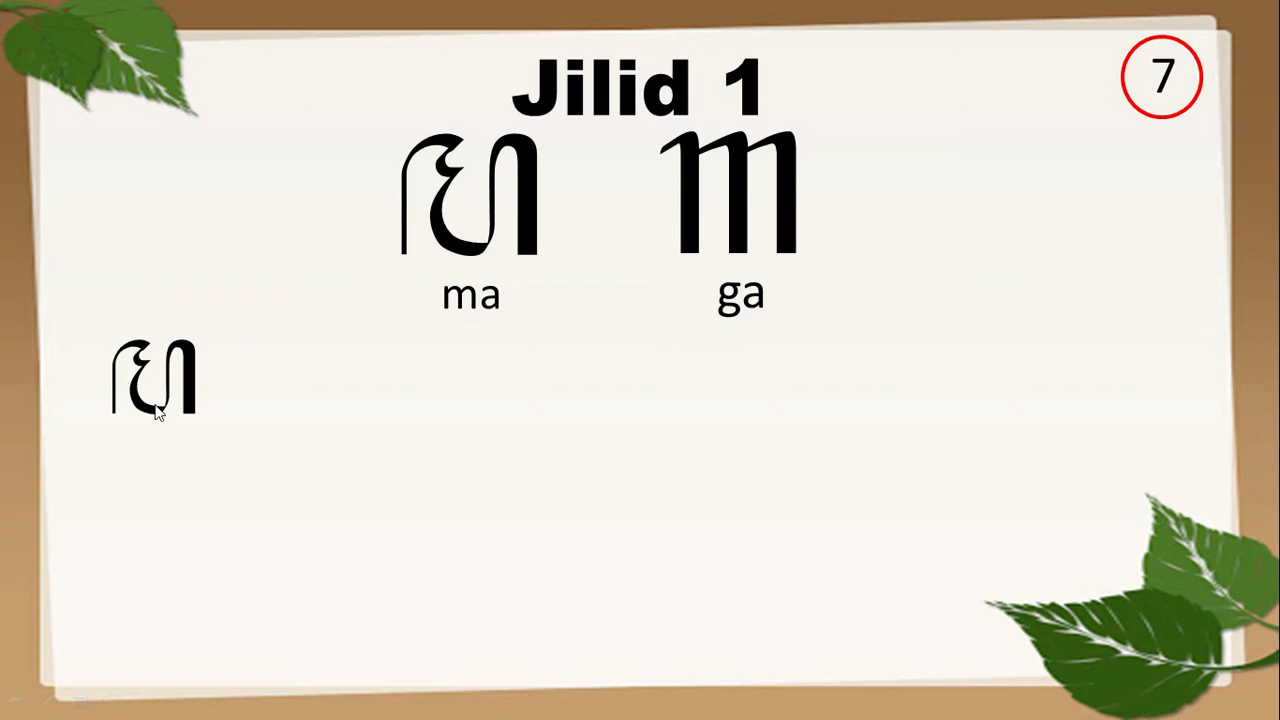 Jilid 1
7
ꦩ ꦒ
ma ga
ꦩ